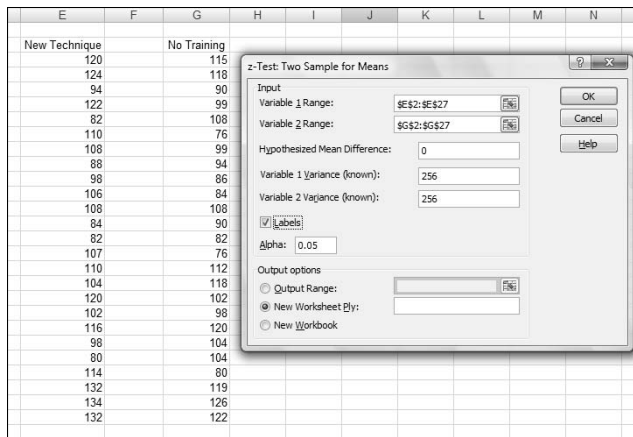 E F G H I J K L M N
New Technique No Training
120 115
124 118
94 90
122 99
82 108
110 76
108 99
88 94
98 86
106 84
108 108
84 90
82 82
107 76
110 112
104 118
120 102
102 98
116 120
98 104
80 104
114 80
132 119
134 126
132 122
z-Test: Two Sample for Means
Input
Variable 1 Range: $E$2:$E$27
Variable 2 Range: $G$2:$G$27
Hypothesized Mean Difference: 0
Variable 1 Variance (known): 256
Variable 2 Variance (known): 256
Labels
Alpha: 0.05
Output options
Output Range:
New Worksheet Ply:
New Workbook
OK
Cancel
Help